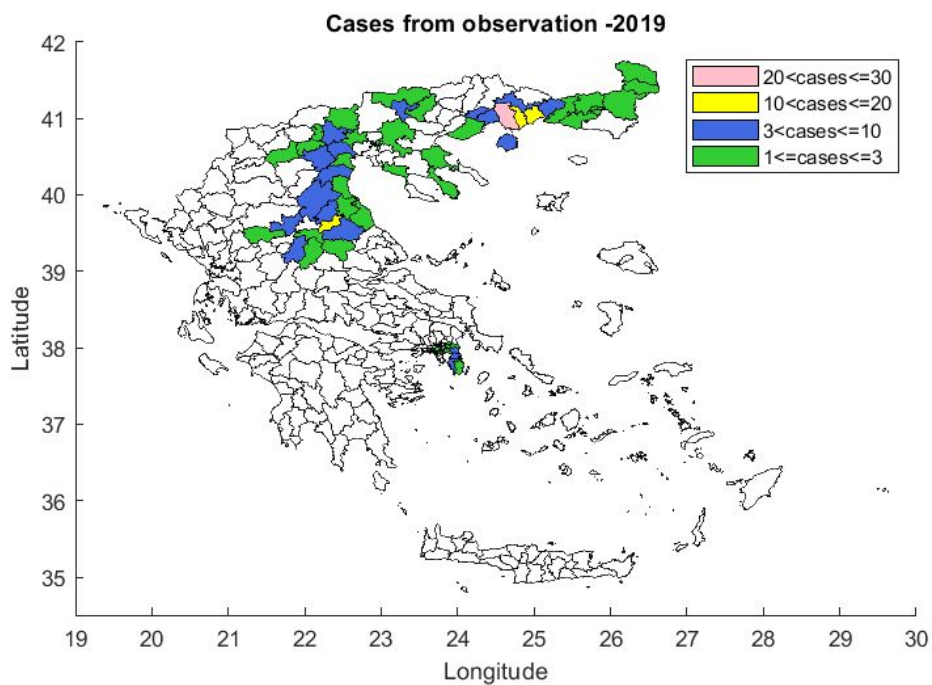 Cases from observation -2019
42
41
40
39
38
37
36
35
Latitude
20<cases<=30
10<cases<=20
3<cases<=10
1<=cases<=3
19 20 21 22 23 24 25 26 27 28 29 30
Longitude